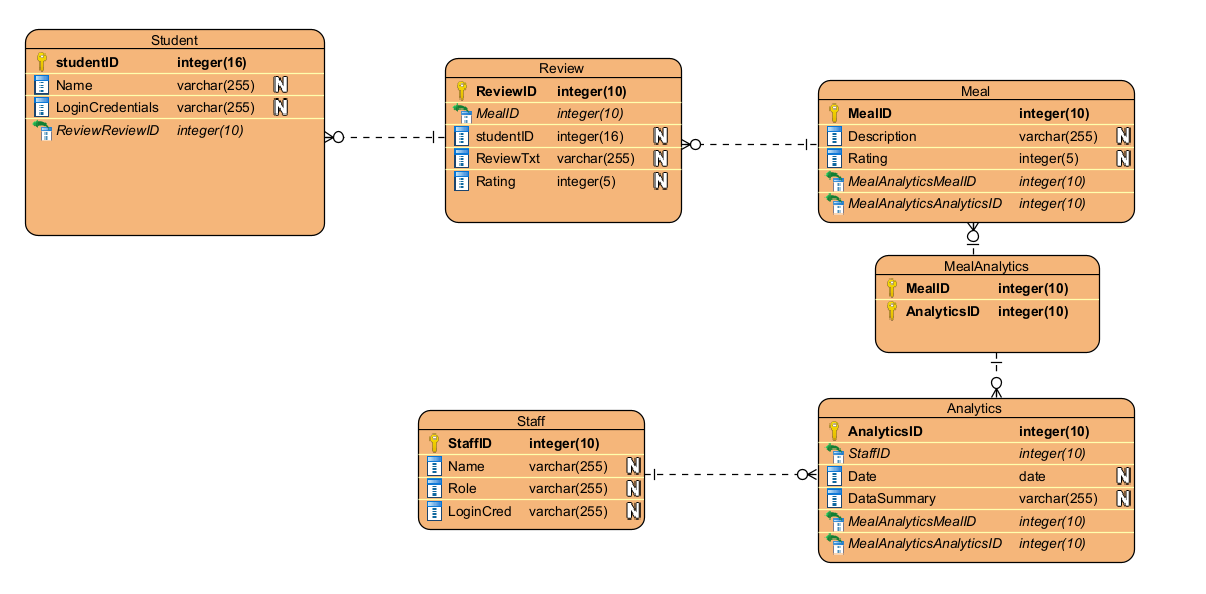 Student
studentID integer(16)
Name varchar(255) N
LoginCredentials varchar(255) N
ReviewReviewID integer(10)
Review
ReviewID integer(10)
MealID integer(10)
studentID integer(16) N
ReviewTxt varchar(255) N
Rating integer(5) N
Meal
MealID integer(10)
Description varchar(255) N
Rating integer(5) N
MealAnalyticsMealID integer(10)
MealAnalyticsAnalyticsID integer(10)
MealAnalytics
MealID integer(10)
AnalyticsID integer(10)
Staff
StaffID integer(10)
Name varchar(255) N
Role varchar(255) N
LoginCred varchar(255) N
Analytics
AnalyticsID integer(10)
StaffID integer(10)
Date date N
DataSummary varchar(255) N
MealAnalyticsMealID integer(10)
MealAnalyticsAnalyticsID integer(10)